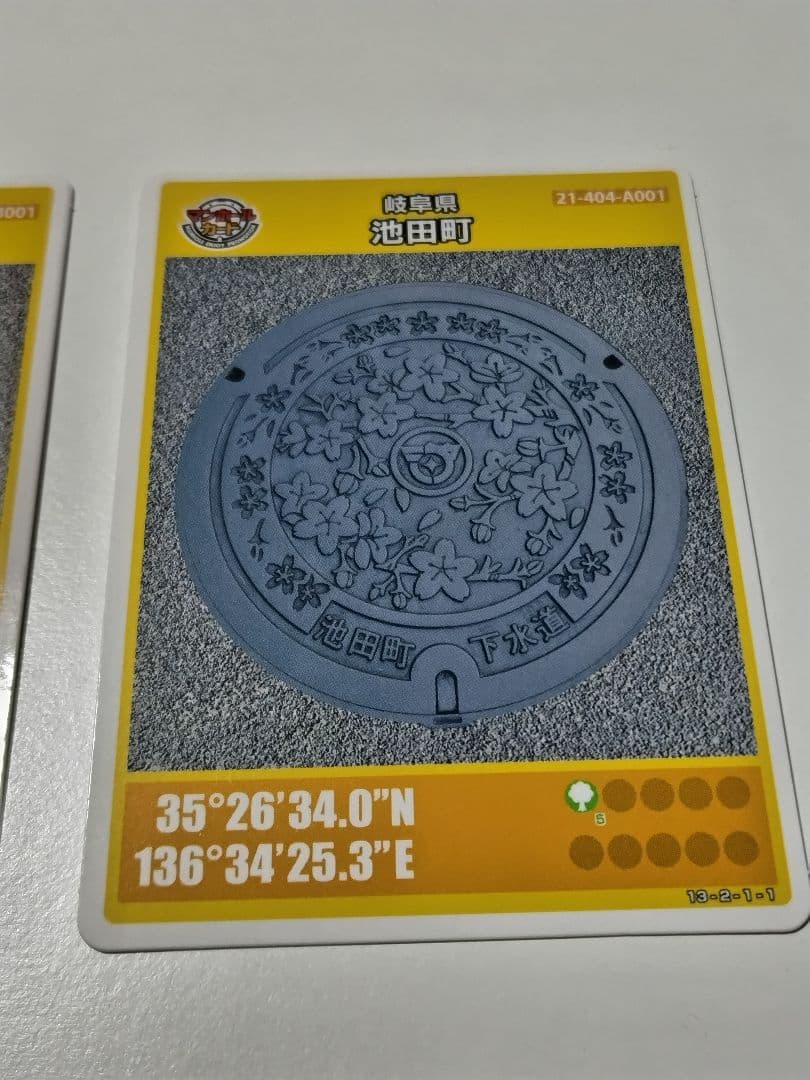 001
マンホール
カード
岐阜県
池田町
21-404-A001
池田町 下水道
35°26'34.0"N
136°34'25.3"E
5
13-2-1-1